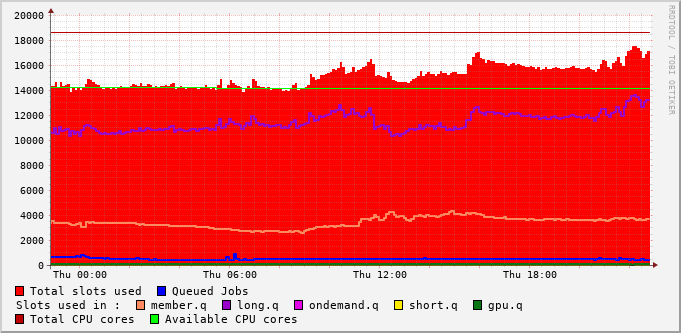 RRDTOOL / TOBI OETIKER
20000
18000
16000
14000
12000
10000
8000
6000
4000
2000
0
Thu 00:00 Thu 06:00 Thu 12:00 Thu 18:00
Total slots used Queued Jobs
Slots used in : member.q long.q ondemand.q short.q gpu.q
Total CPU cores Available CPU cores